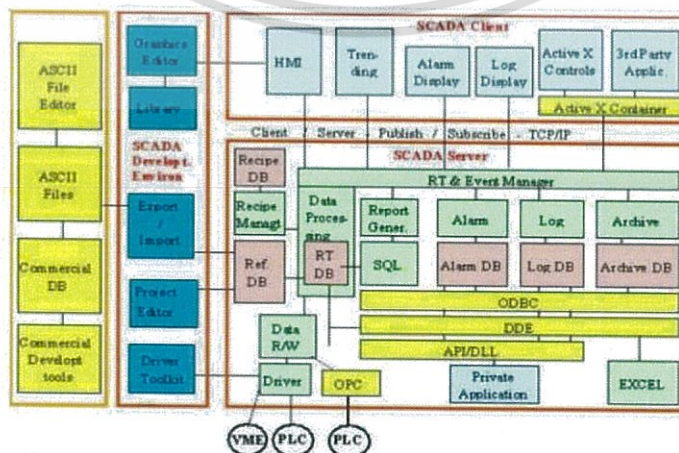 ASCII
File
Editor
ASCII
Files
Commercial
DB
Commercial
Developt
tools
Graphics
Editor
Library
SCADA
Developt.
Environ
Export
/
Import
Project
Editor
Driver
Toolkit
SCADA Client
HMI
Tren-
ding
Alarm
Display
Log
Display
Active X
Controls
3rd Party
Applic.
Active X Container
Client / Server - Publish / Subscribe - TCP/IP
SCADA Server
Recipe
DB
RT & Event Manager
Recipe
Managt
Data
Proces-
sing
Report
Gener.
Alarm
Log
Archive
Ref.
DB
RT
DB
SQL
Alarm DB
Log DB
Archive DB
ODBC
DDE
API/DLL
Data
R/W
Driver
OPC
Private
Application
EXCEL
VME
PLC
PLC